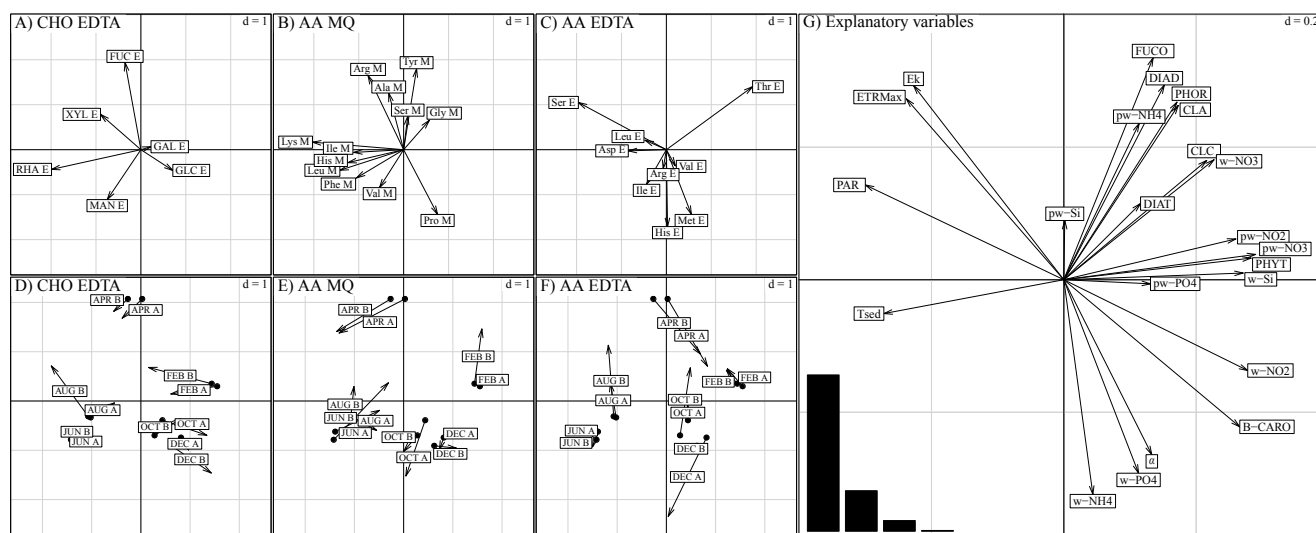 A) CHO EDTA
d = 1
FUC E
XYL E
GAL E
RHA E
GLC E
MAN E
B) AA MQ
d = 1
Tyr M
Arg M
Ala M
Ser M
Gly M
Lys M
Ile M
His M
Leu M
Phe M
Val M
Pro M
C) AA EDTA
d = 1
Thr E
Ser E
Leu E
Asp E
Val E
Arg E
Ile E
Met E
His E
D) CHO EDTA
d = 1
APR B
APR A
FEB B
FEB A
AUG B
AUG A
OCT B
OCT A
JUN B
JUN A
DEC A
DEC B
E) AA MQ
d = 1
APR B
APR A
FEB B
FEB A
AUG B
JUN B
AUG A
JUN A
OCT B
DEC A
DEC B
OCT A
F) AA EDTA
d = 1
APR B
APR A
FEB A
FEB B
AUG B
AUG A
OCT B
OCT A
JUN A
JUN B
DEC B
DEC A
G) Explanatory variables
d = 0.2
FUCO
Ek
DIAD
ETRMax
PHOR
CLA
pw−NH4
CLC
w−NO3
PAR
DIAT
pw−Si
pw−NO2
pw−NO3
PHYT
w−Si
pw−PO4
Tsed
w−NO2
B−CARO
α
w−PO4
w−NH4